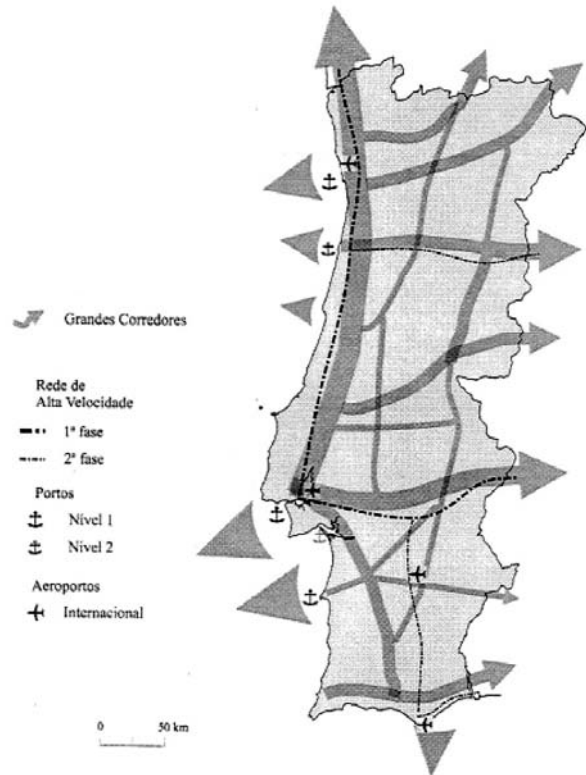 Grandes Corredores
Rede de
Alta Velocidade
1ª fase
2ª fase
Portos
Nível 1
Nível 2
Aeroportos
Internacional
0
50 km